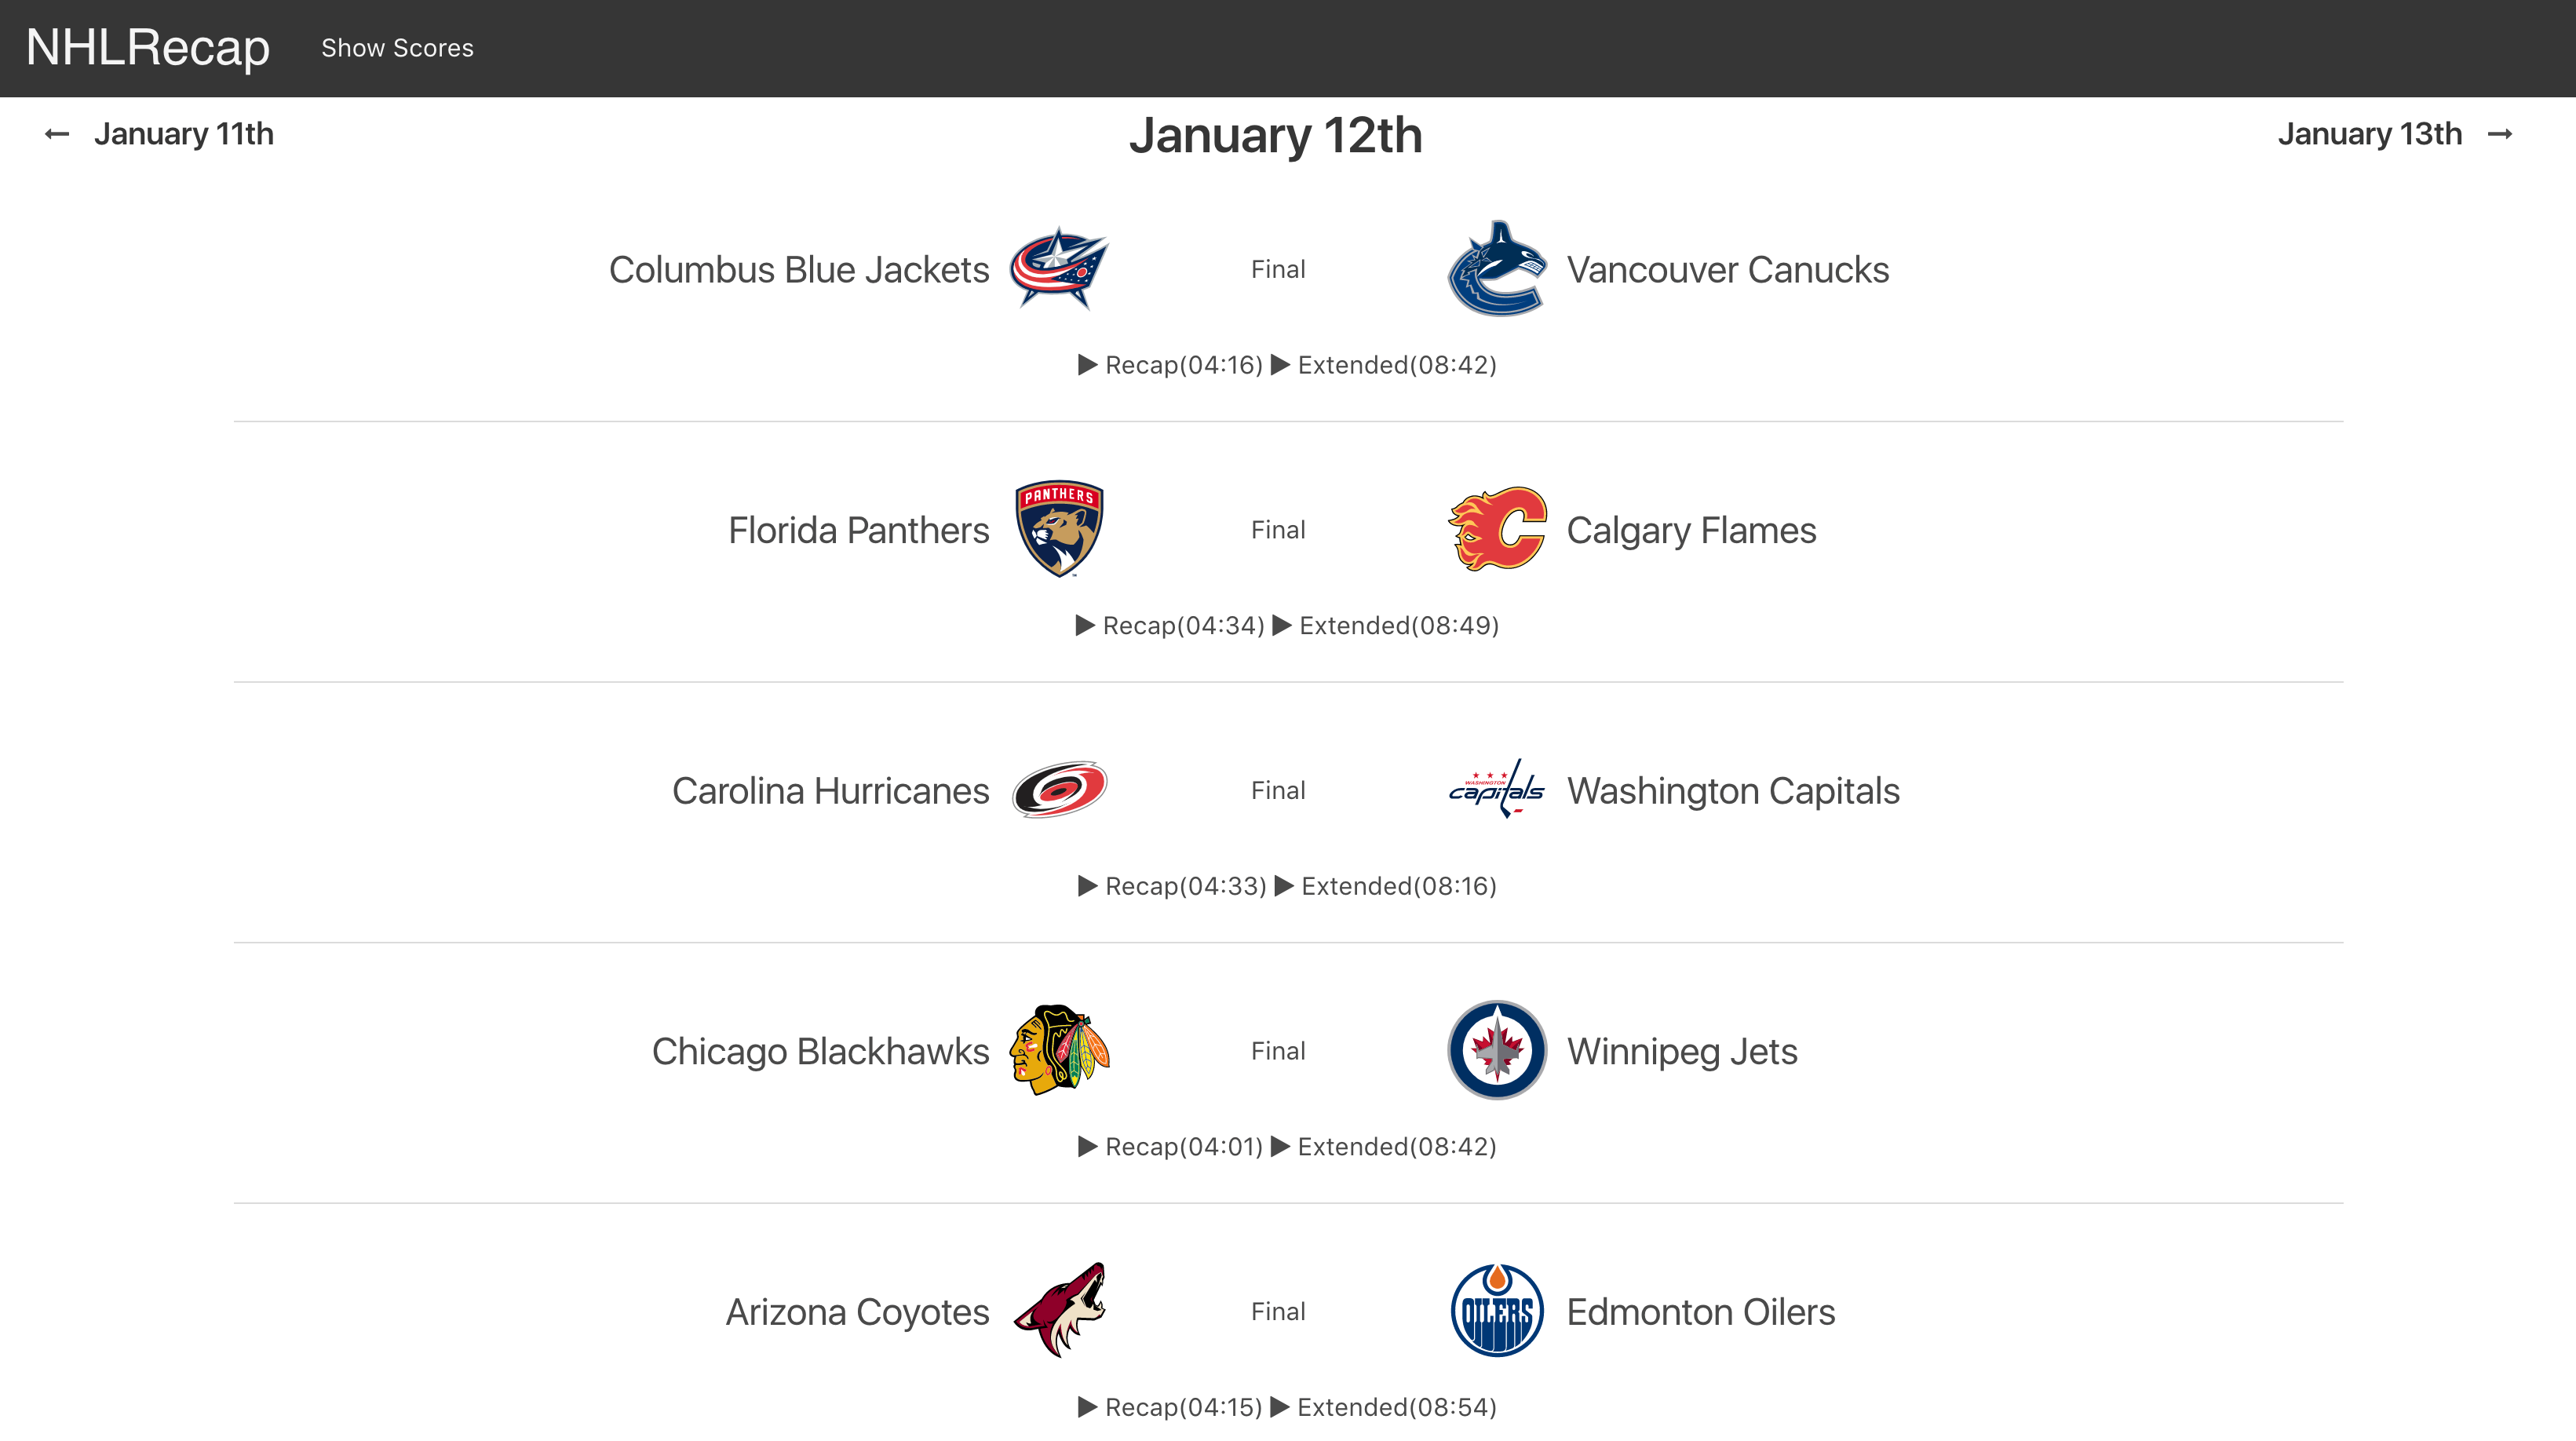 NHLRecap Show Scores
← January 11th January 12th January 13th →
Columbus Blue Jackets Final Vancouver Canucks
▶ Recap(04:16) ▶ Extended(08:42)
PANTHERS
Florida Panthers Final Calgary Flames
▶ Recap(04:34) ▶ Extended(08:49)
WASHINGTON
capitals
Carolina Hurricanes Final Washington Capitals
▶ Recap(04:33) ▶ Extended(08:16)
Chicago Blackhawks Final Winnipeg Jets
▶ Recap(04:01) ▶ Extended(08:42)
Arizona Coyotes Final OILERS Edmonton Oilers
▶ Recap(04:15) ▶ Extended(08:54)